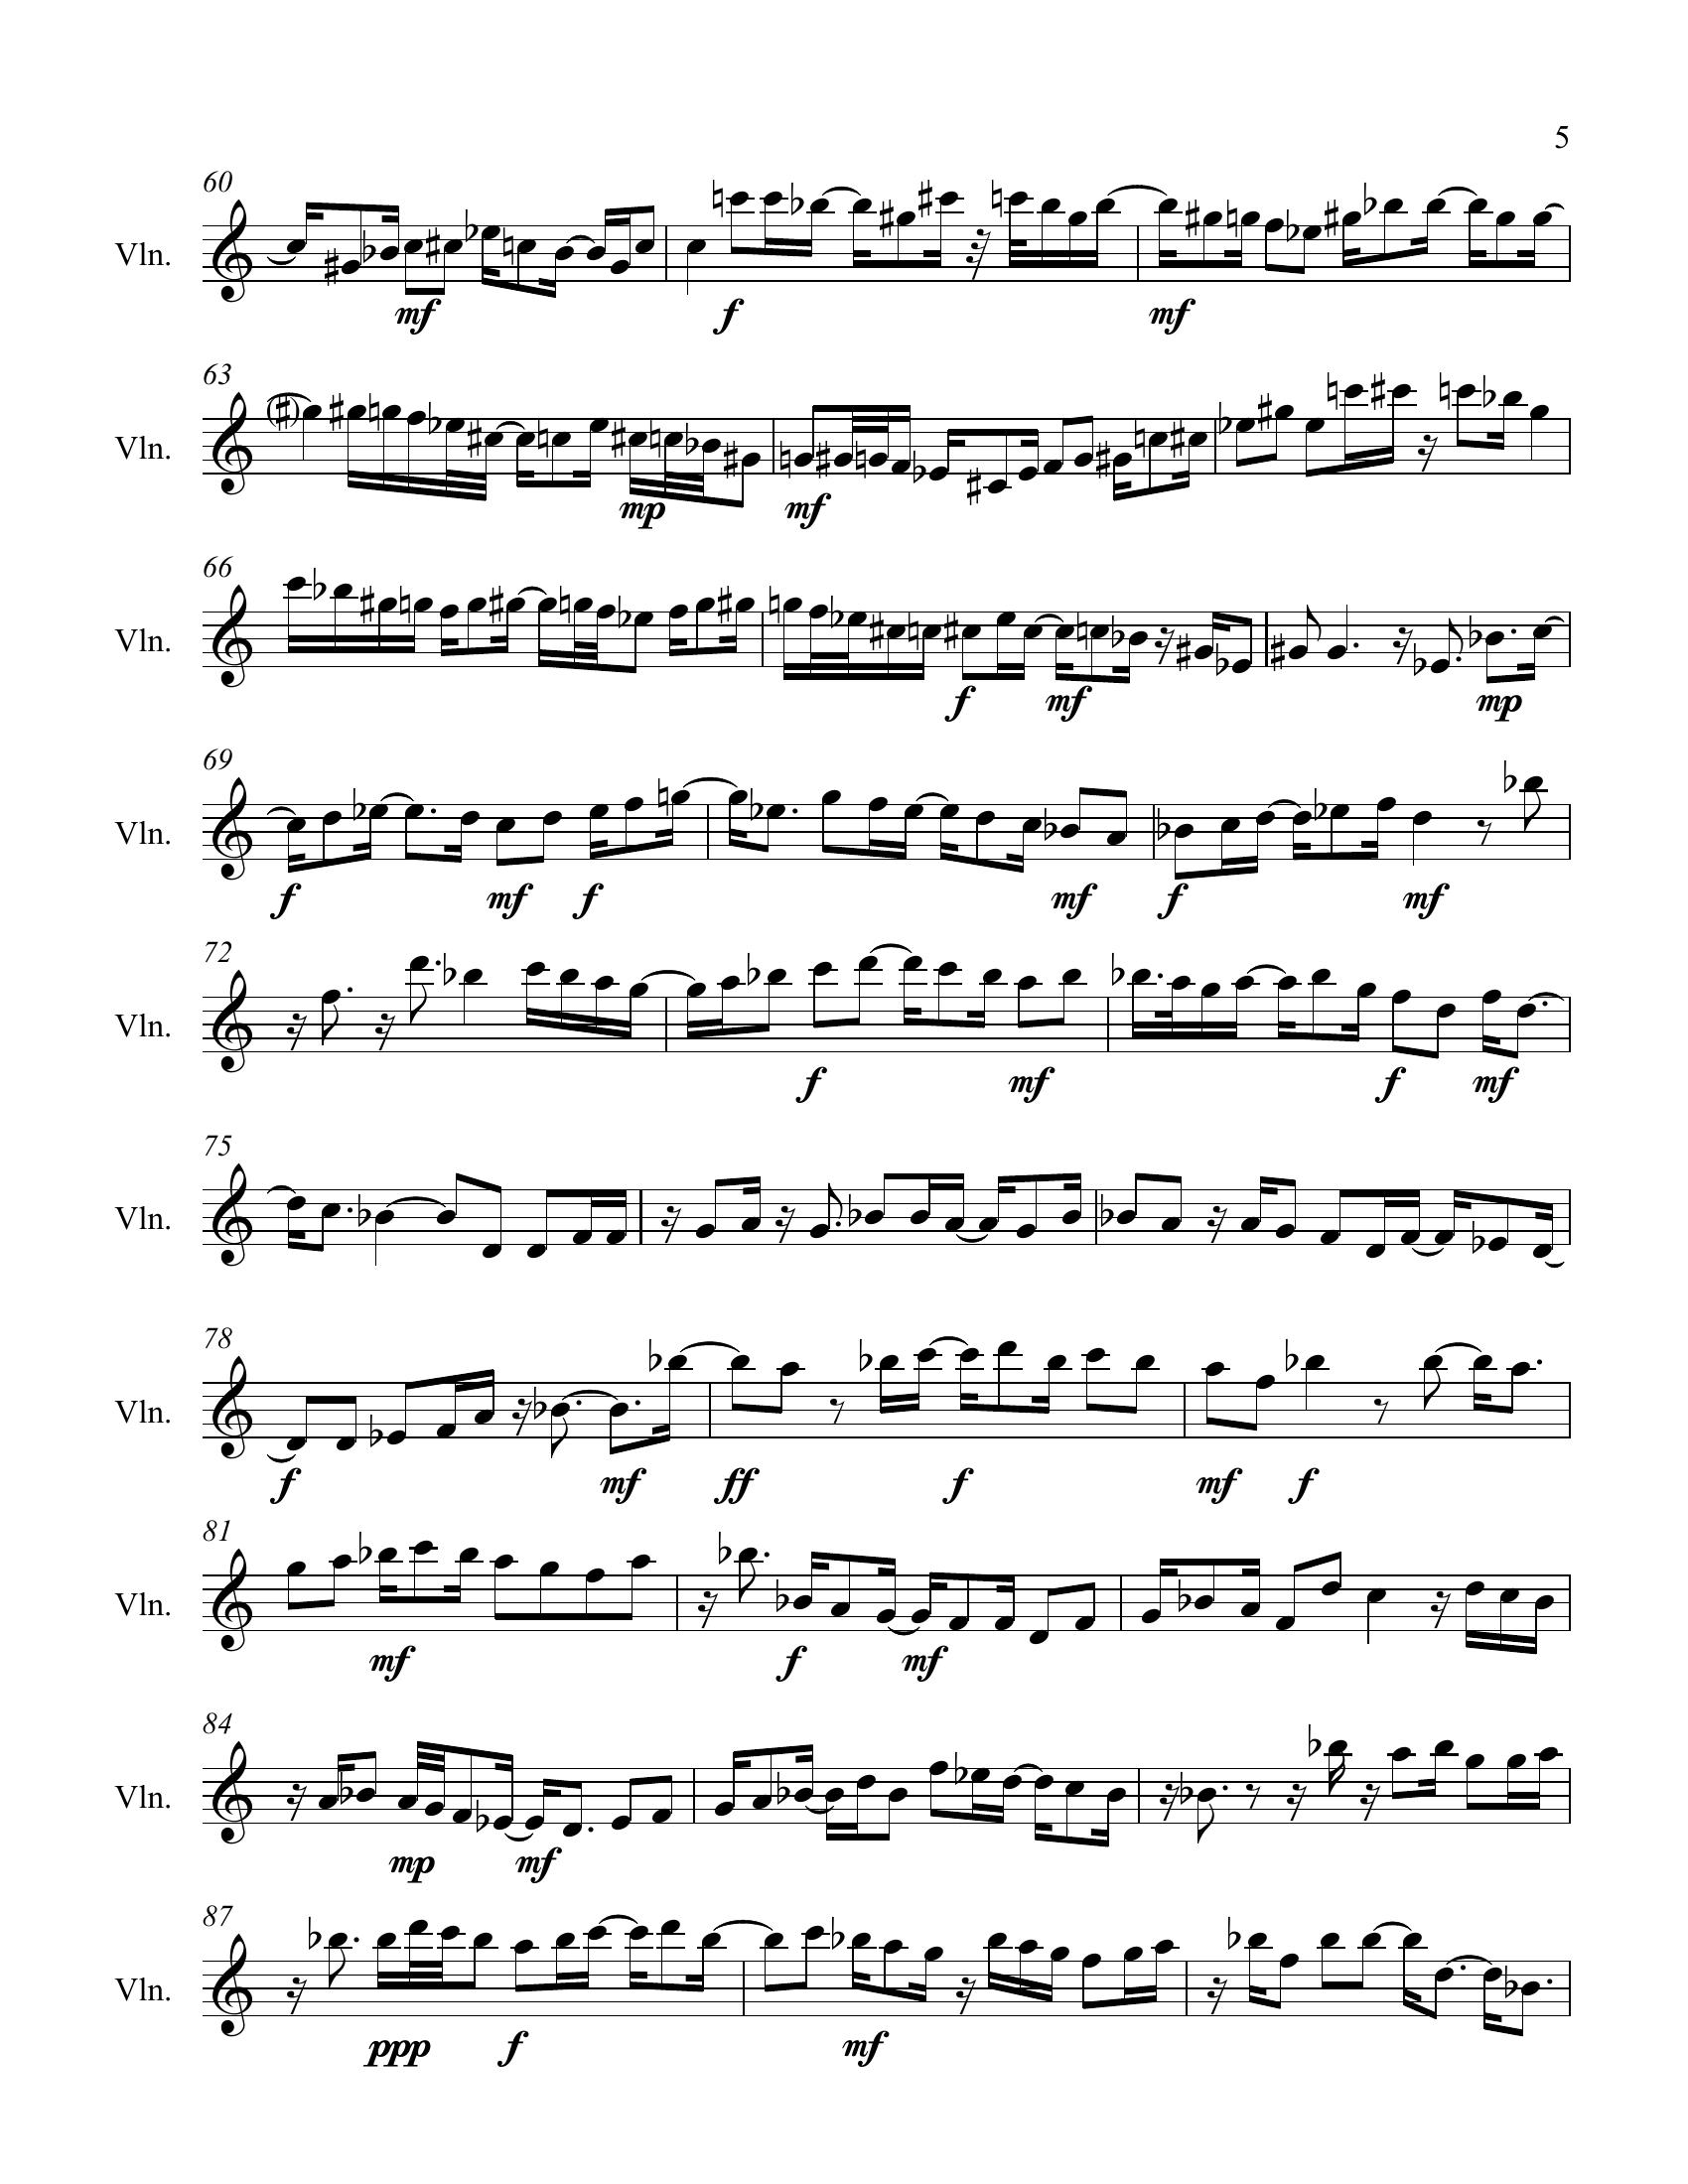 5
60
Vln.
mf f mf
63
Vln.
mp mf
66
Vln.
f mf mp
69
Vln.
f mf f mf f mf
72
Vln.
f mf f mf
75
Vln.
78
Vln.
f mf ff f mf f
81
Vln.
mf f mf
84
Vln.
mp mf
87
Vln.
ppp f mf